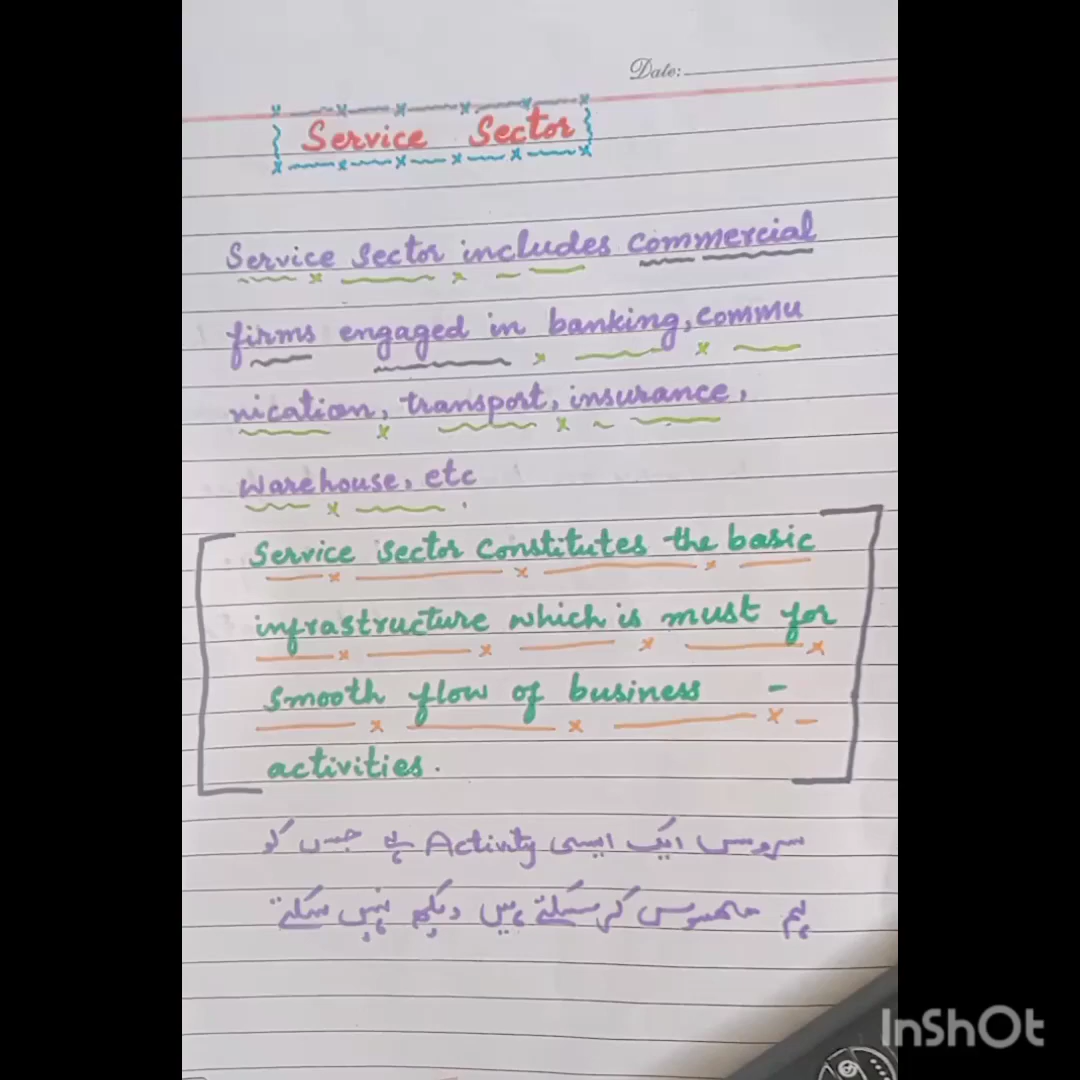 Date:
Service Sector
Service Sector includes commercial
firms engaged in banking, commu
nication, transport, insurance,
warehouse, etc
Service sector constitutes the basic
infrastructure which is must for
smooth flow of business -
activities.
سروس ایک ایسی Activity ہے جس کو
ہم محسوس کر سکتے ہیں دیکھ نہیں سکتے
InShOt